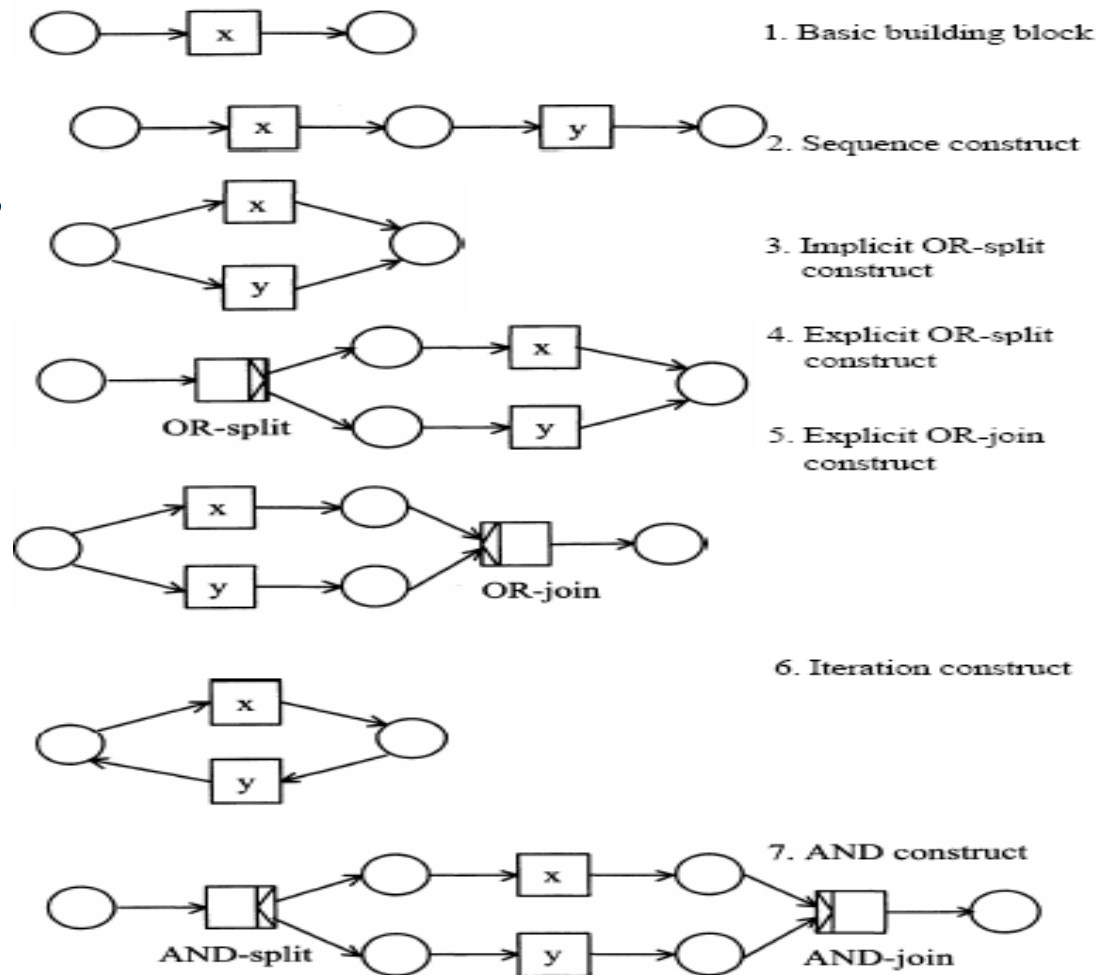 x
1. Basic building block
x
y
2. Sequence construct
x
y
3. Implicit OR-split
construct
4. Explicit OR-split
construct
x
OR-split
y
5. Explicit OR-join
construct
x
y
OR-join
6. Iteration construct
x
y
7. AND construct
x
AND-split
y
AND-join